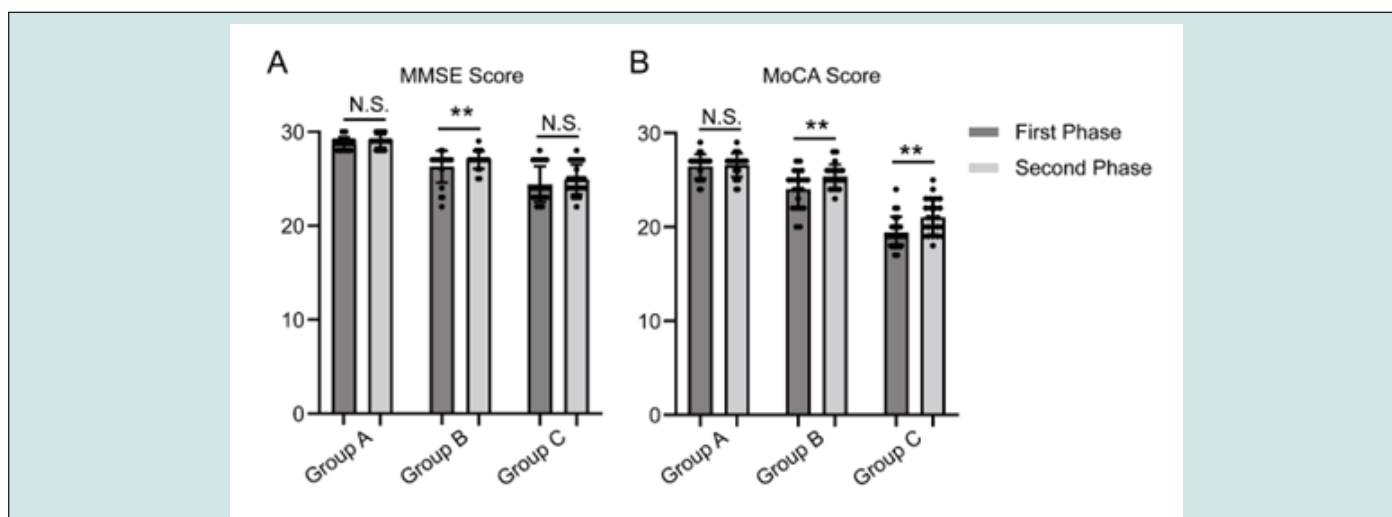 A
MMSE Score
N.S.
**
N.S.
30
20
10
0
Group A
Group B
Group C
B
MoCA Score
N.S.
**
**
30
20
10
0
Group A
Group B
Group C
First Phase
Second Phase